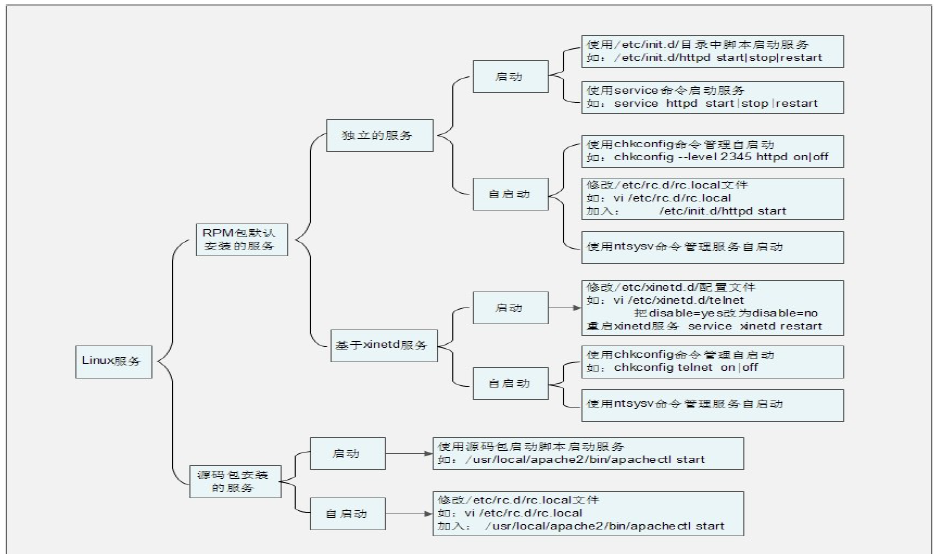 使用/etc/init.d/目录中脚本启动服务
如：/etc/init.d/httpd start|stop|restart
启动
使用service命令启动服务
如：service httpd start|stop|restart
独立的服务
使用chkconfig命令管理自启动
如：chkconfig --level 2345 httpd on|off
自启动
修改/etc/rc.d/rc.local文件
如：vi /etc/rc.d/rc.local
加入： /etc/init.d/httpd start
使用ntsysv命令管理服务自启动
RPM包默认
安装的服务
修改/etc/xinetd.d/配置文件
如：vi /etc/xinetd.d/telnet
把disable=yes改为disable=no
重启xinetd服务 service xinetd restart
启动
基于xinetd服务
使用chkconfig命令管理自启动
如：chkconfig telnet on|off
自启动
使用ntsysv命令管理服务自启动
Linux服务
启动
使用源码包启动脚本启动服务
如：/usr/local/apache2/bin/apachectl start
源码包安装
的服务
自启动
修改/etc/rc.d/rc.local文件
如：vi /etc/rc.d/rc.local
加入： /usr/local/apache2/bin/apachectl start